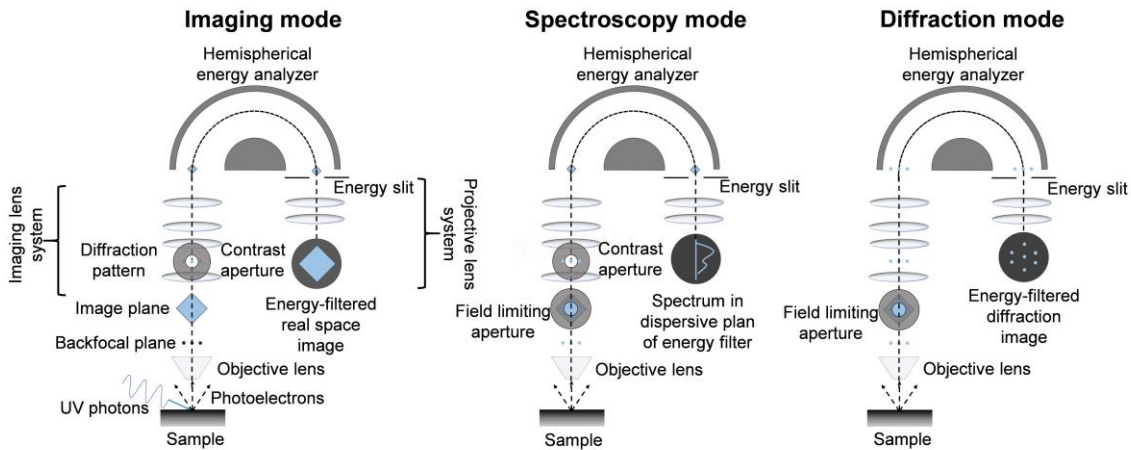 Imaging mode
Hemispherical
energy analyzer
Energy slit
Imaging lens
system
Projective lens
system
Diffraction
pattern
Contrast
aperture
Image plane
Energy-filtered
real space
image
Backfocal plane
Objective lens
UV photons
Photoelectrons
Sample
Spectroscopy mode
Hemispherical
energy analyzer
Energy slit
Contrast
aperture
Field limiting
aperture
Spectrum in
dispersive plan
of energy filter
Objective lens
Sample
Diffraction mode
Hemispherical
energy analyzer
Energy slit
Field limiting
aperture
Energy-filtered
diffraction
image
Objective lens
Sample